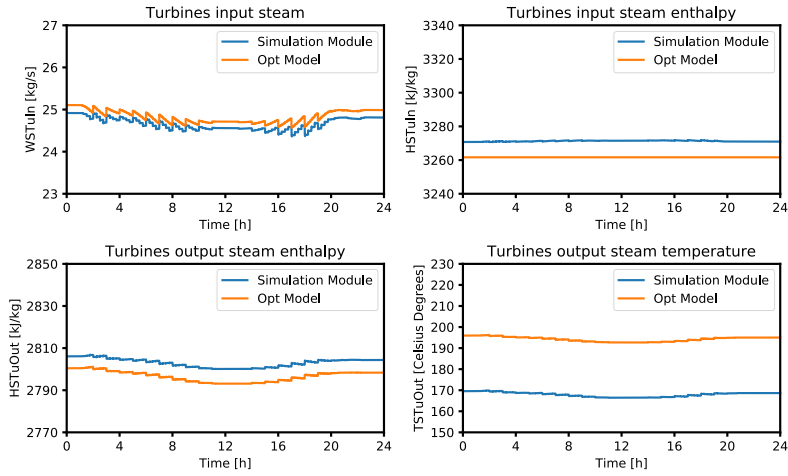 Turbines input steam
27
26
25
24
23
WSTuIn [kg/s]
Simulation Module
Opt Model
0 4 8 12 16 20 24
Time [h]
Turbines input steam enthalpy
3340
3320
3300
3280
3260
3240
HSTuIn [kJ/kg]
Simulation Module
Opt Model
0 4 8 12 16 20 24
Time [h]
Turbines output steam enthalpy
2850
2830
2810
2790
2770
HSTuOut [kJ/kg]
Simulation Module
Opt Model
0 4 8 12 16 20 24
Time [h]
Turbines output steam temperature
230
220
210
200
190
180
170
160
150
TSTuOut [Celsius Degrees]
Simulation Module
Opt Model
0 4 8 12 16 20 24
Time [h]